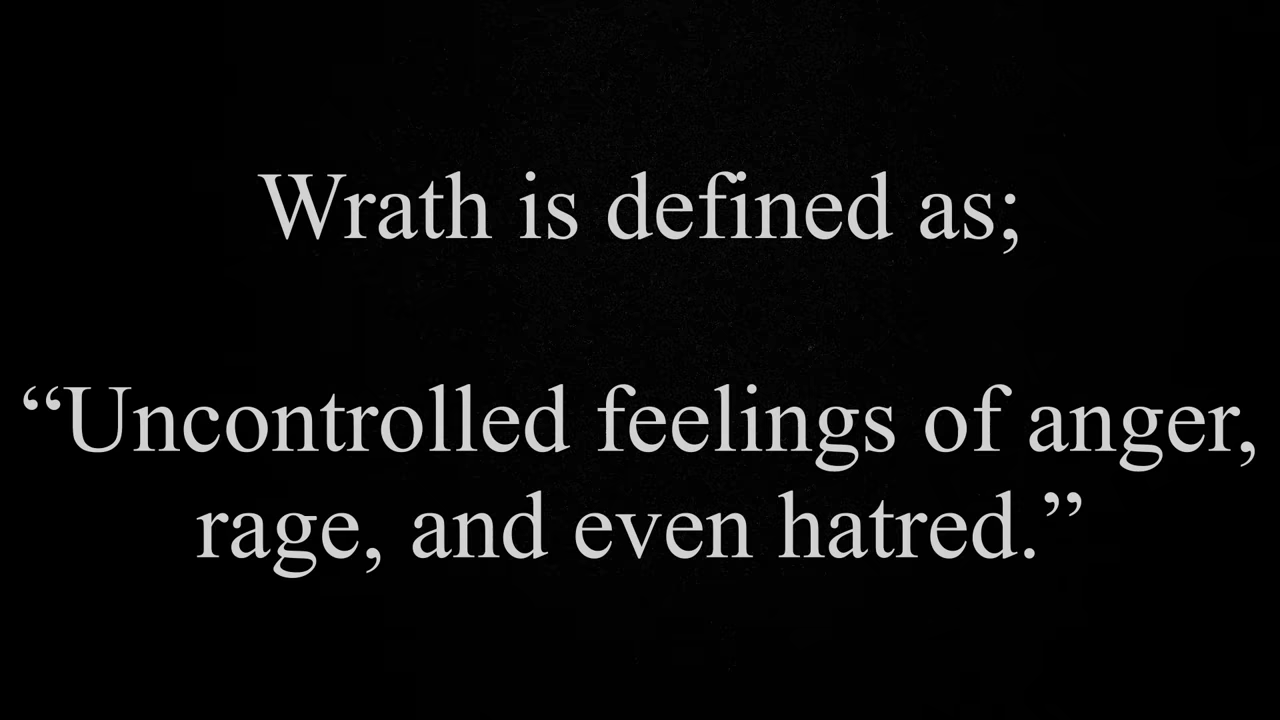 Wrath is defined as;
“Uncontrolled feelings of anger,
rage, and even hatred.”